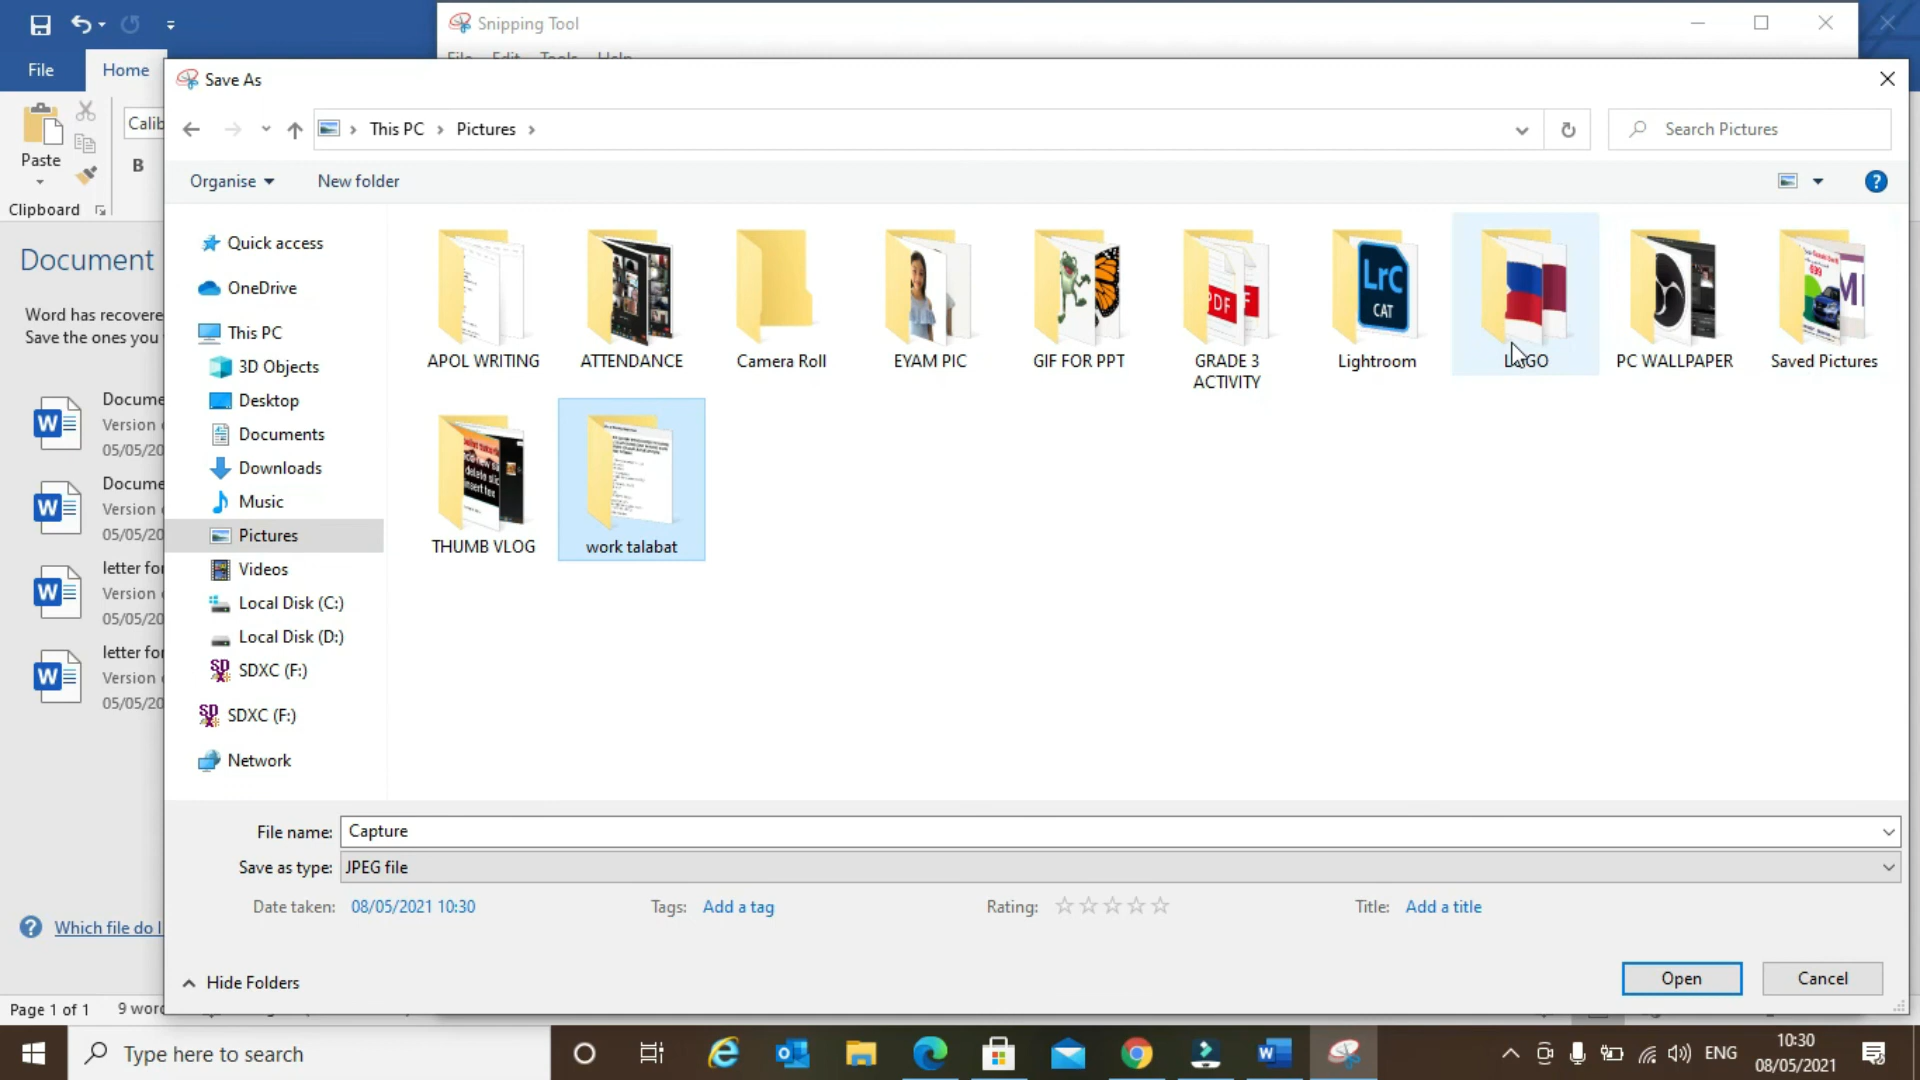 Snipping Tool
File Edit Tools Help
File
Home
Save As
This PC
Pictures
Search Pictures
Calib
Paste
B
Organise
New folder
Clipboard
Document
Word has recovere
Save the ones you
Quick access
OneDrive
This PC
3D Objects
Desktop
Documents
Downloads
Music
Pictures
Videos
Local Disk (C:)
Local Disk (D:)
SDXC (F:)
SDXC (F:)
Network
APOL WRITING
ATTENDANCE
Camera Roll
EYAM PIC
GIF FOR PPT
GRADE 3
ACTIVITY
Lightroom
LOGO
PC WALLPAPER
Saved Pictures
LrC
CAT
PDF
THUMB VLOG
work talabat
Docume
Version
05/05/20
Docume
Version
05/05/20
letter for
Version
05/05/20
letter for
Version
05/05/20
Which file do I
File name: Capture
Save as type: JPEG file
Date taken: 08/05/2021 10:30
Tags: Add a tag
Rating:
Title: Add a title
Hide Folders
Open
Cancel
Page 1 of 1
9 word
Type here to search
ENG
10:30
08/05/2021